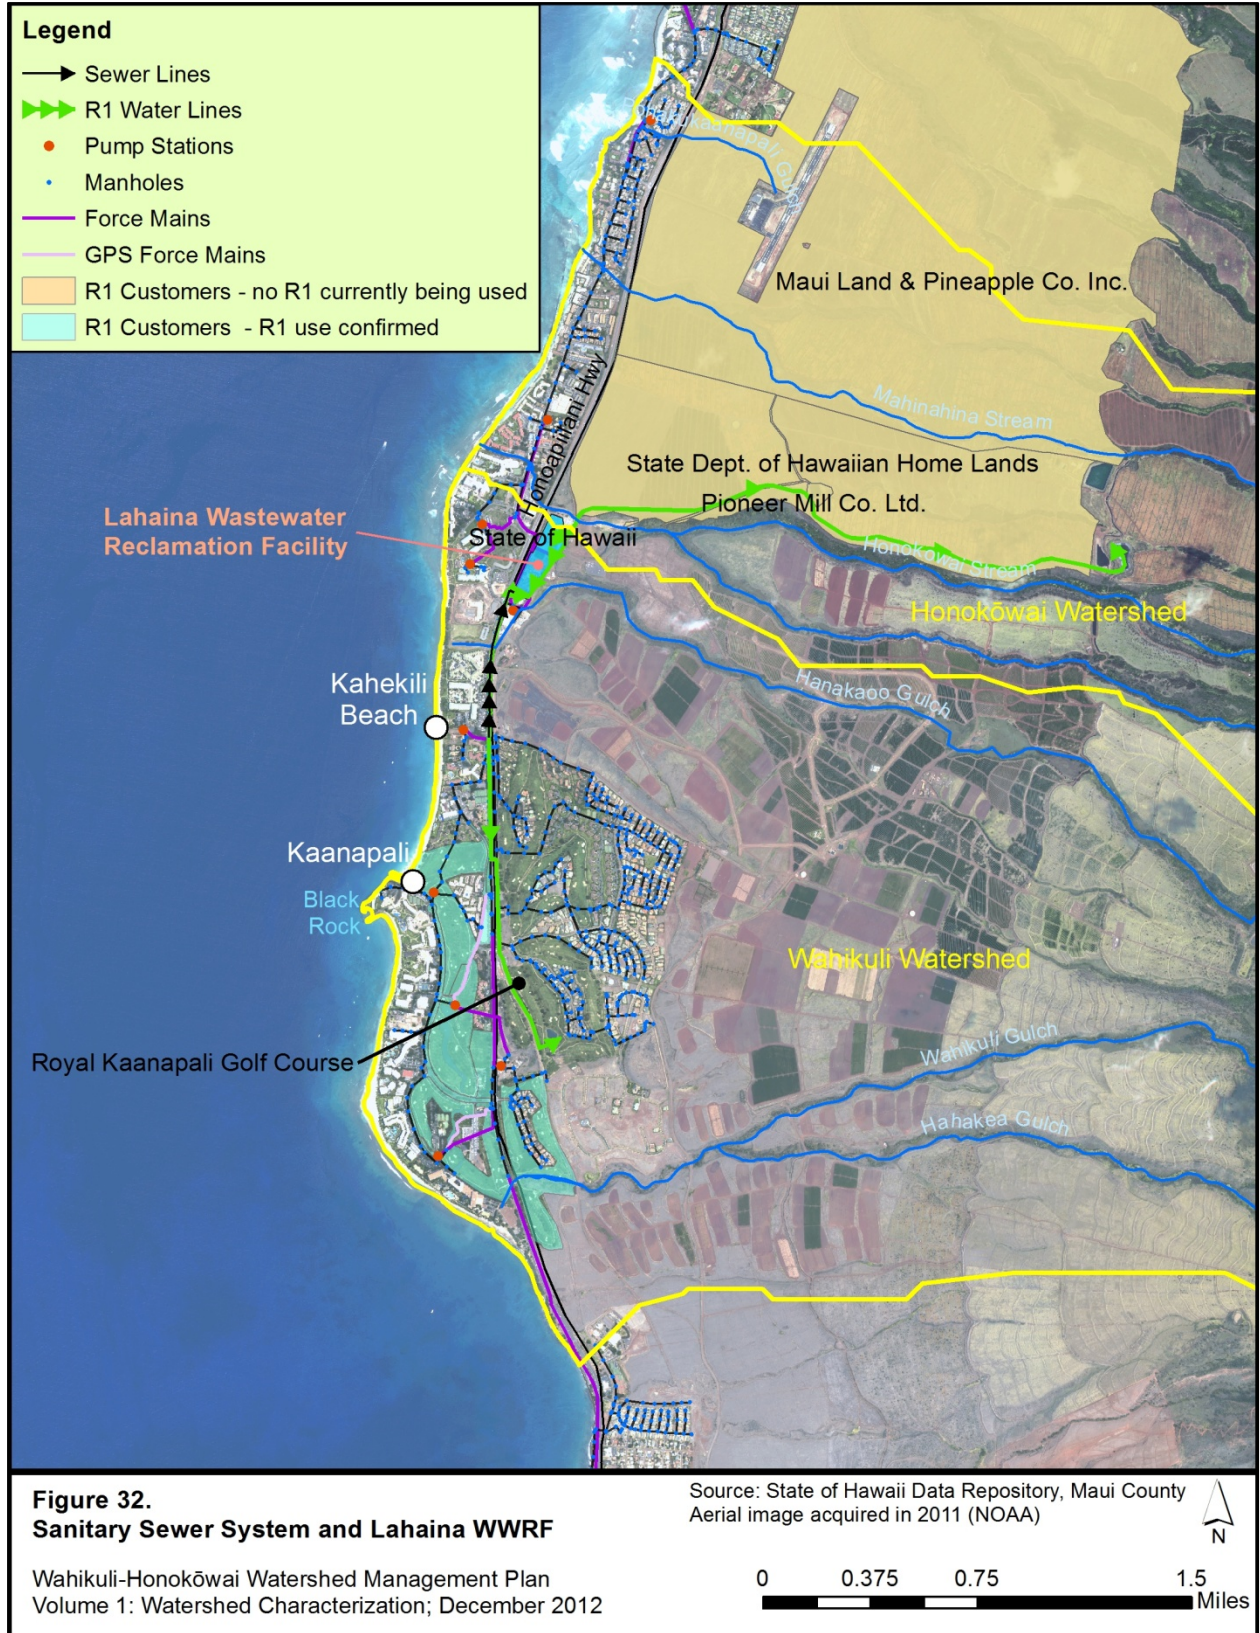 Legend
Sewer Lines
R1 Water Lines
Pump Stations
Manholes
Force Mains
GPS Force Mains
R1 Customers - no R1 currently being used
R1 Customers - R1 use confirmed
Gulch
Maui Land & Pineapple Co. Inc.
Honoapiilani Hwy
Mahinahina Stream
State Dept. of Hawaiian Home Lands
Pioneer Mill Co. Ltd.
Lahaina Wastewater
Reclamation Facility
State of Hawaii
Honokowai Stream
Honokōwai Watershed
Kahekili
Beach
Hanakaoo Gulch
Kaanapali
Black
Rock
Wahikuli Watershed
Royal Kaanapali Golf Course
Wahikuli Gulch
Hahakea Gulch
Figure 32.
Sanitary Sewer System and Lahaina WWRF
Wahikuli-Honokōwai Watershed Management Plan
Volume 1: Watershed Characterization; December 2012
Source: State of Hawaii Data Repository, Maui County
Aerial image acquired in 2011 (NOAA)
N
0 0.375 0.75 1.5
Miles